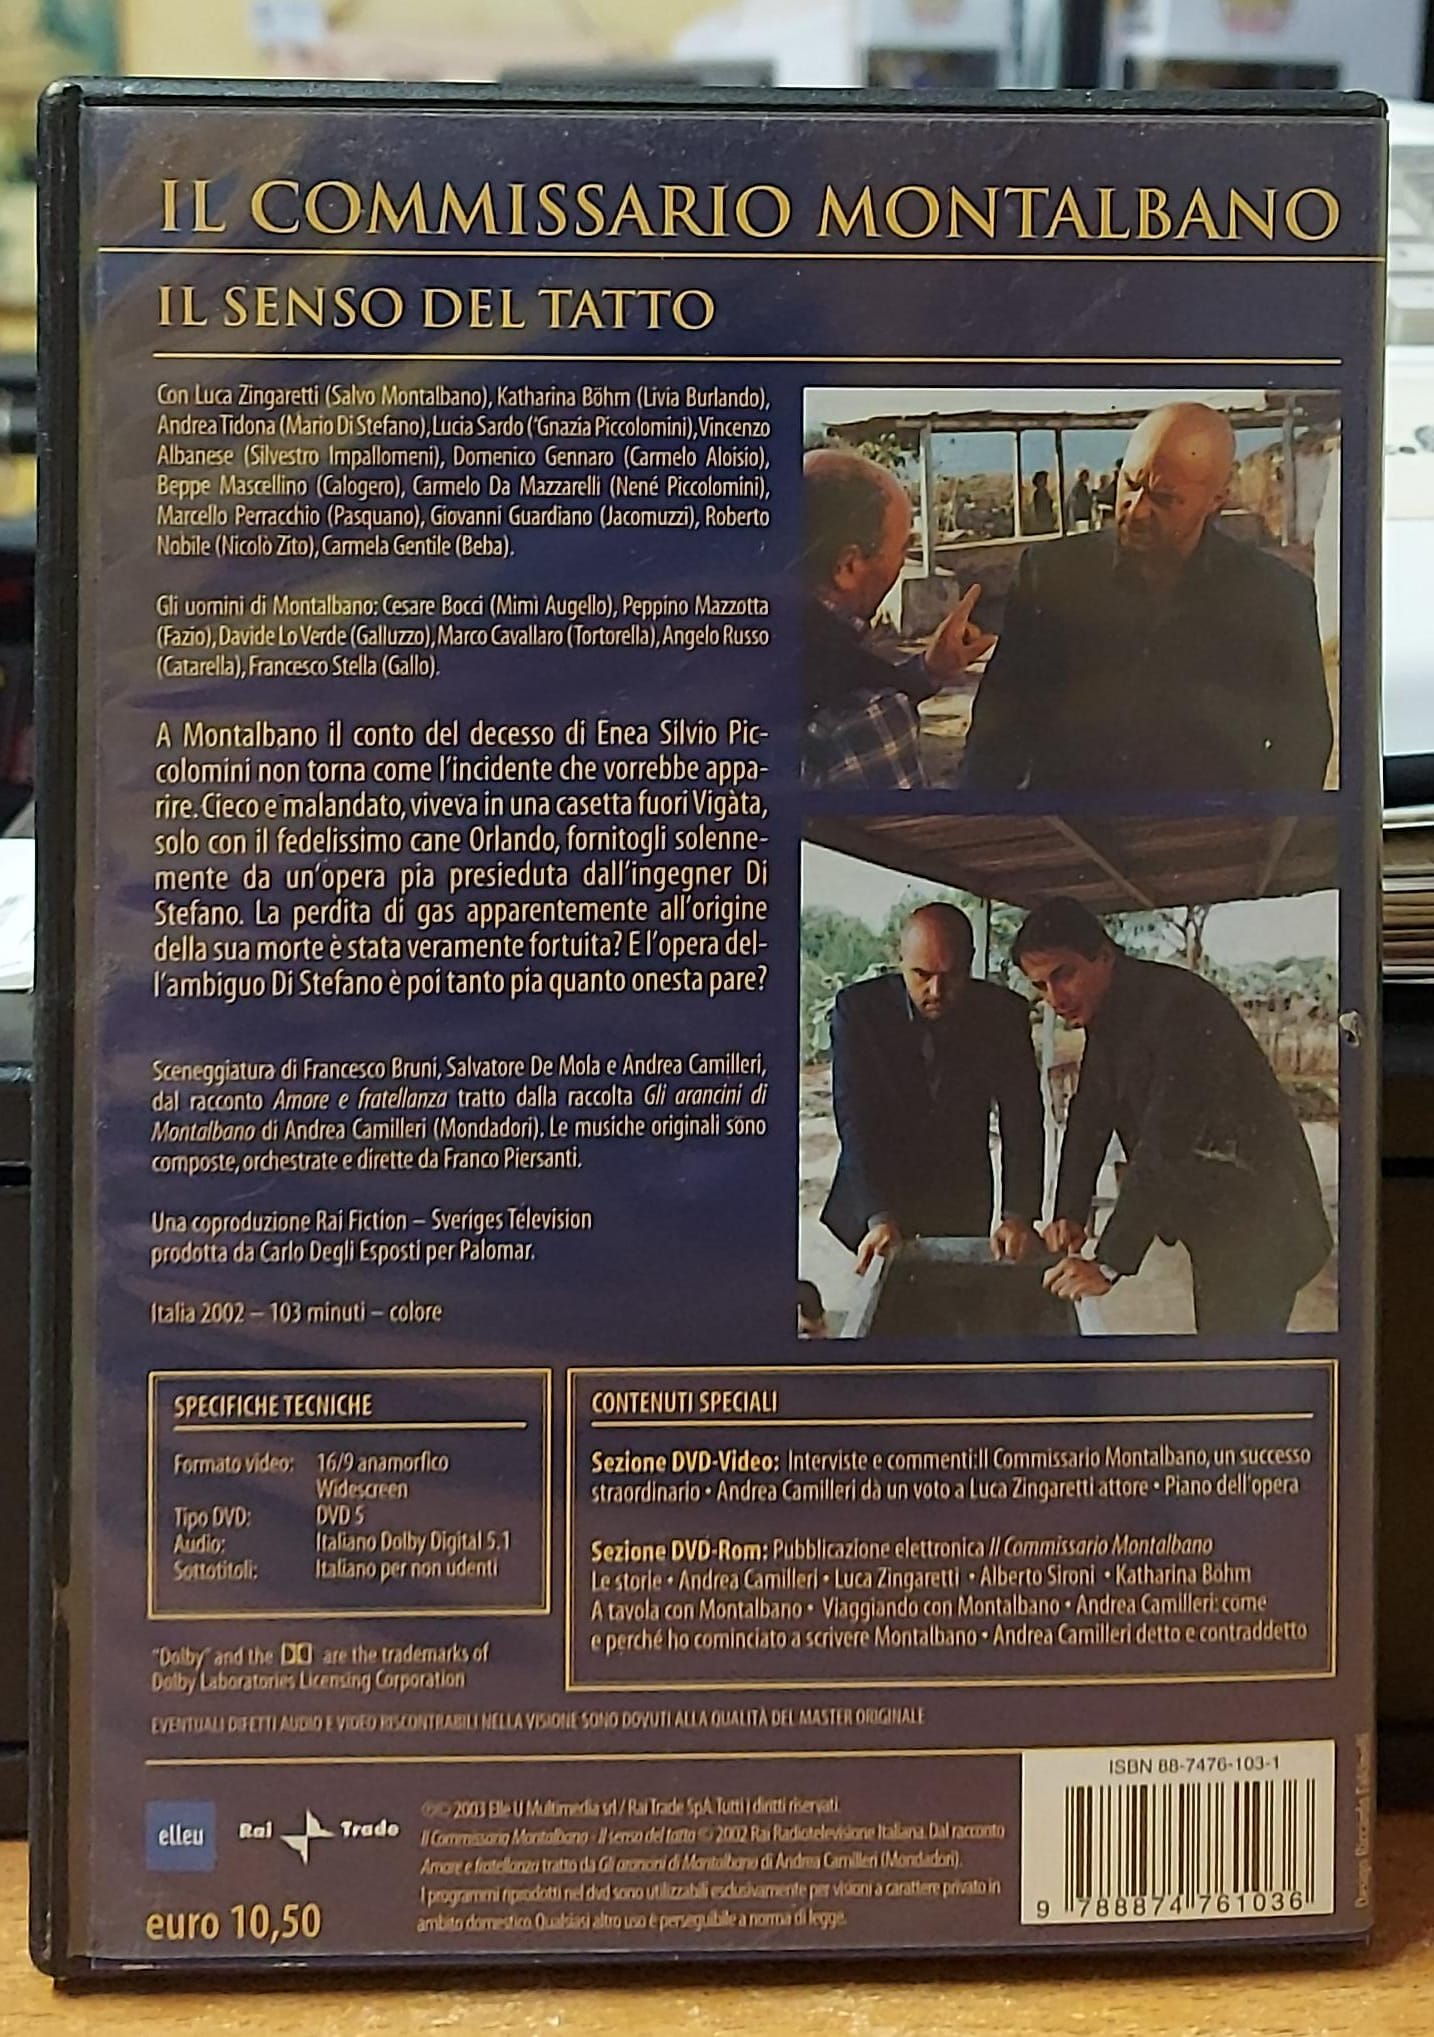 IL COMMISSARIO MONTALBANO
IL SENSO DEL TATTO
Con Luca Zingaretti (Salvo Montalbano), Katharina Böhm (Livia Burlando),
Andrea Tidona (Mario Di Stefano), Lucia Sardo ('Gnazia Piccolomini), Vincenzo
Albanese (Silvestro Impallomeni), Domenico Gennaro (Carmelo Aloisio),
Beppe Mascellino (Calogero), Carmelo Da Mazzarelli (Nené Piccolomini),
Marcello Perracchio (Pasquano), Giovanni Guardiano (Jacomuzzi), Roberto
Nobile (Nicolò Zito), Carmela Gentile (Beba).
Gli uomini di Montalbano: Cesare Bocci (Mimì Augello), Peppino Mazzotta
(Fazio), Davide Lo Verde (Galluzzo), Marco Cavallaro (Tortorella), Angelo Russo
(Catarella), Francesco Stella (Gallo).
A Montalbano il conto del decesso di Enea Silvio Pic-
colomini non torna come l'incidente che vorrebbe appa-
rire. Cieco e malandato, viveva in una casetta fuori Vigàta,
solo con il fedelissimo cane Orlando, fornitogli solenne-
mente da un'opera pia presieduta dall'ingegner Di
Stefano. La perdita di gas apparentemente all'origine
della sua morte è stata veramente fortuita? E l'opera del-
l'ambiguo Di Stefano è poi tanto pia quanto onesta pare?
Sceneggiatura di Francesco Bruni, Salvatore De Mola e Andrea Camilleri,
dal racconto Amore e fratellanza tratto dalla raccolta Gli arancini di
Montalbano di Andrea Camilleri (Mondadori). Le musiche originali sono
composte, orchestrate e dirette da Franco Piersanti.
Una coproduzione Rai Fiction – Sveriges Television
prodotta da Carlo Degli Esposti per Palomar.
Italia 2002 – 103 minuti – colore
SPECIFICHE TECNICHE
Formato video: 16/9 anamorfico
Widescreen
Tipo DVD: DVD 5
Audio: Italiano Dolby Digital 5.1
Sottotitoli: Italiano per non udenti
"Dolby" and the are the trademarks of
Dolby Laboratories Licensing Corporation
CONTENUTI SPECIALI
Sezione DVD-Video: Interviste e commenti:Il Commissario Montalbano, un successo
straordinario • Andrea Camilleri dà un voto a Luca Zingaretti attore • Piano dell'opera
Sezione DVD-Rom: Pubblicazione elettronica Il Commissario Montalbano
Le storie • Andrea Camilleri • Luca Zingaretti • Alberto Sironi • Katharina Böhm
A tavola con Montalbano • Viaggiando con Montalbano • Andrea Camilleri: come
e perché ho cominciato a scrivere Montalbano • Andrea Camilleri detto e contraddetto
EVENTUALI DIFETTI AUDIO E VIDEO RISCONTRABILI NELLA VISIONE SONO DOVUTI ALLA QUALITÀ DEL MASTER ORIGINALE
elleu
Rai Trade
euro 10,50
℗© 2003 Elle U Multimedia srl / Rai Trade SpA. Tutti i diritti riservati.
Il Commissario Montalbano - Il senso del tatto © 2002 Rai Radiotelevisione Italiana. Dal racconto
Amore e fratellanza tratto da Gli arancini di Montalbano di Andrea Camilleri (Mondadori).
I programmi riprodotti nel dvd sono utilizzabili esclusivamente per visioni a carattere privato in
ambito domestico. Qualsiasi altro uso è perseguibile a norma di legge.
ISBN 88-7476-103-1
9 788874 761036